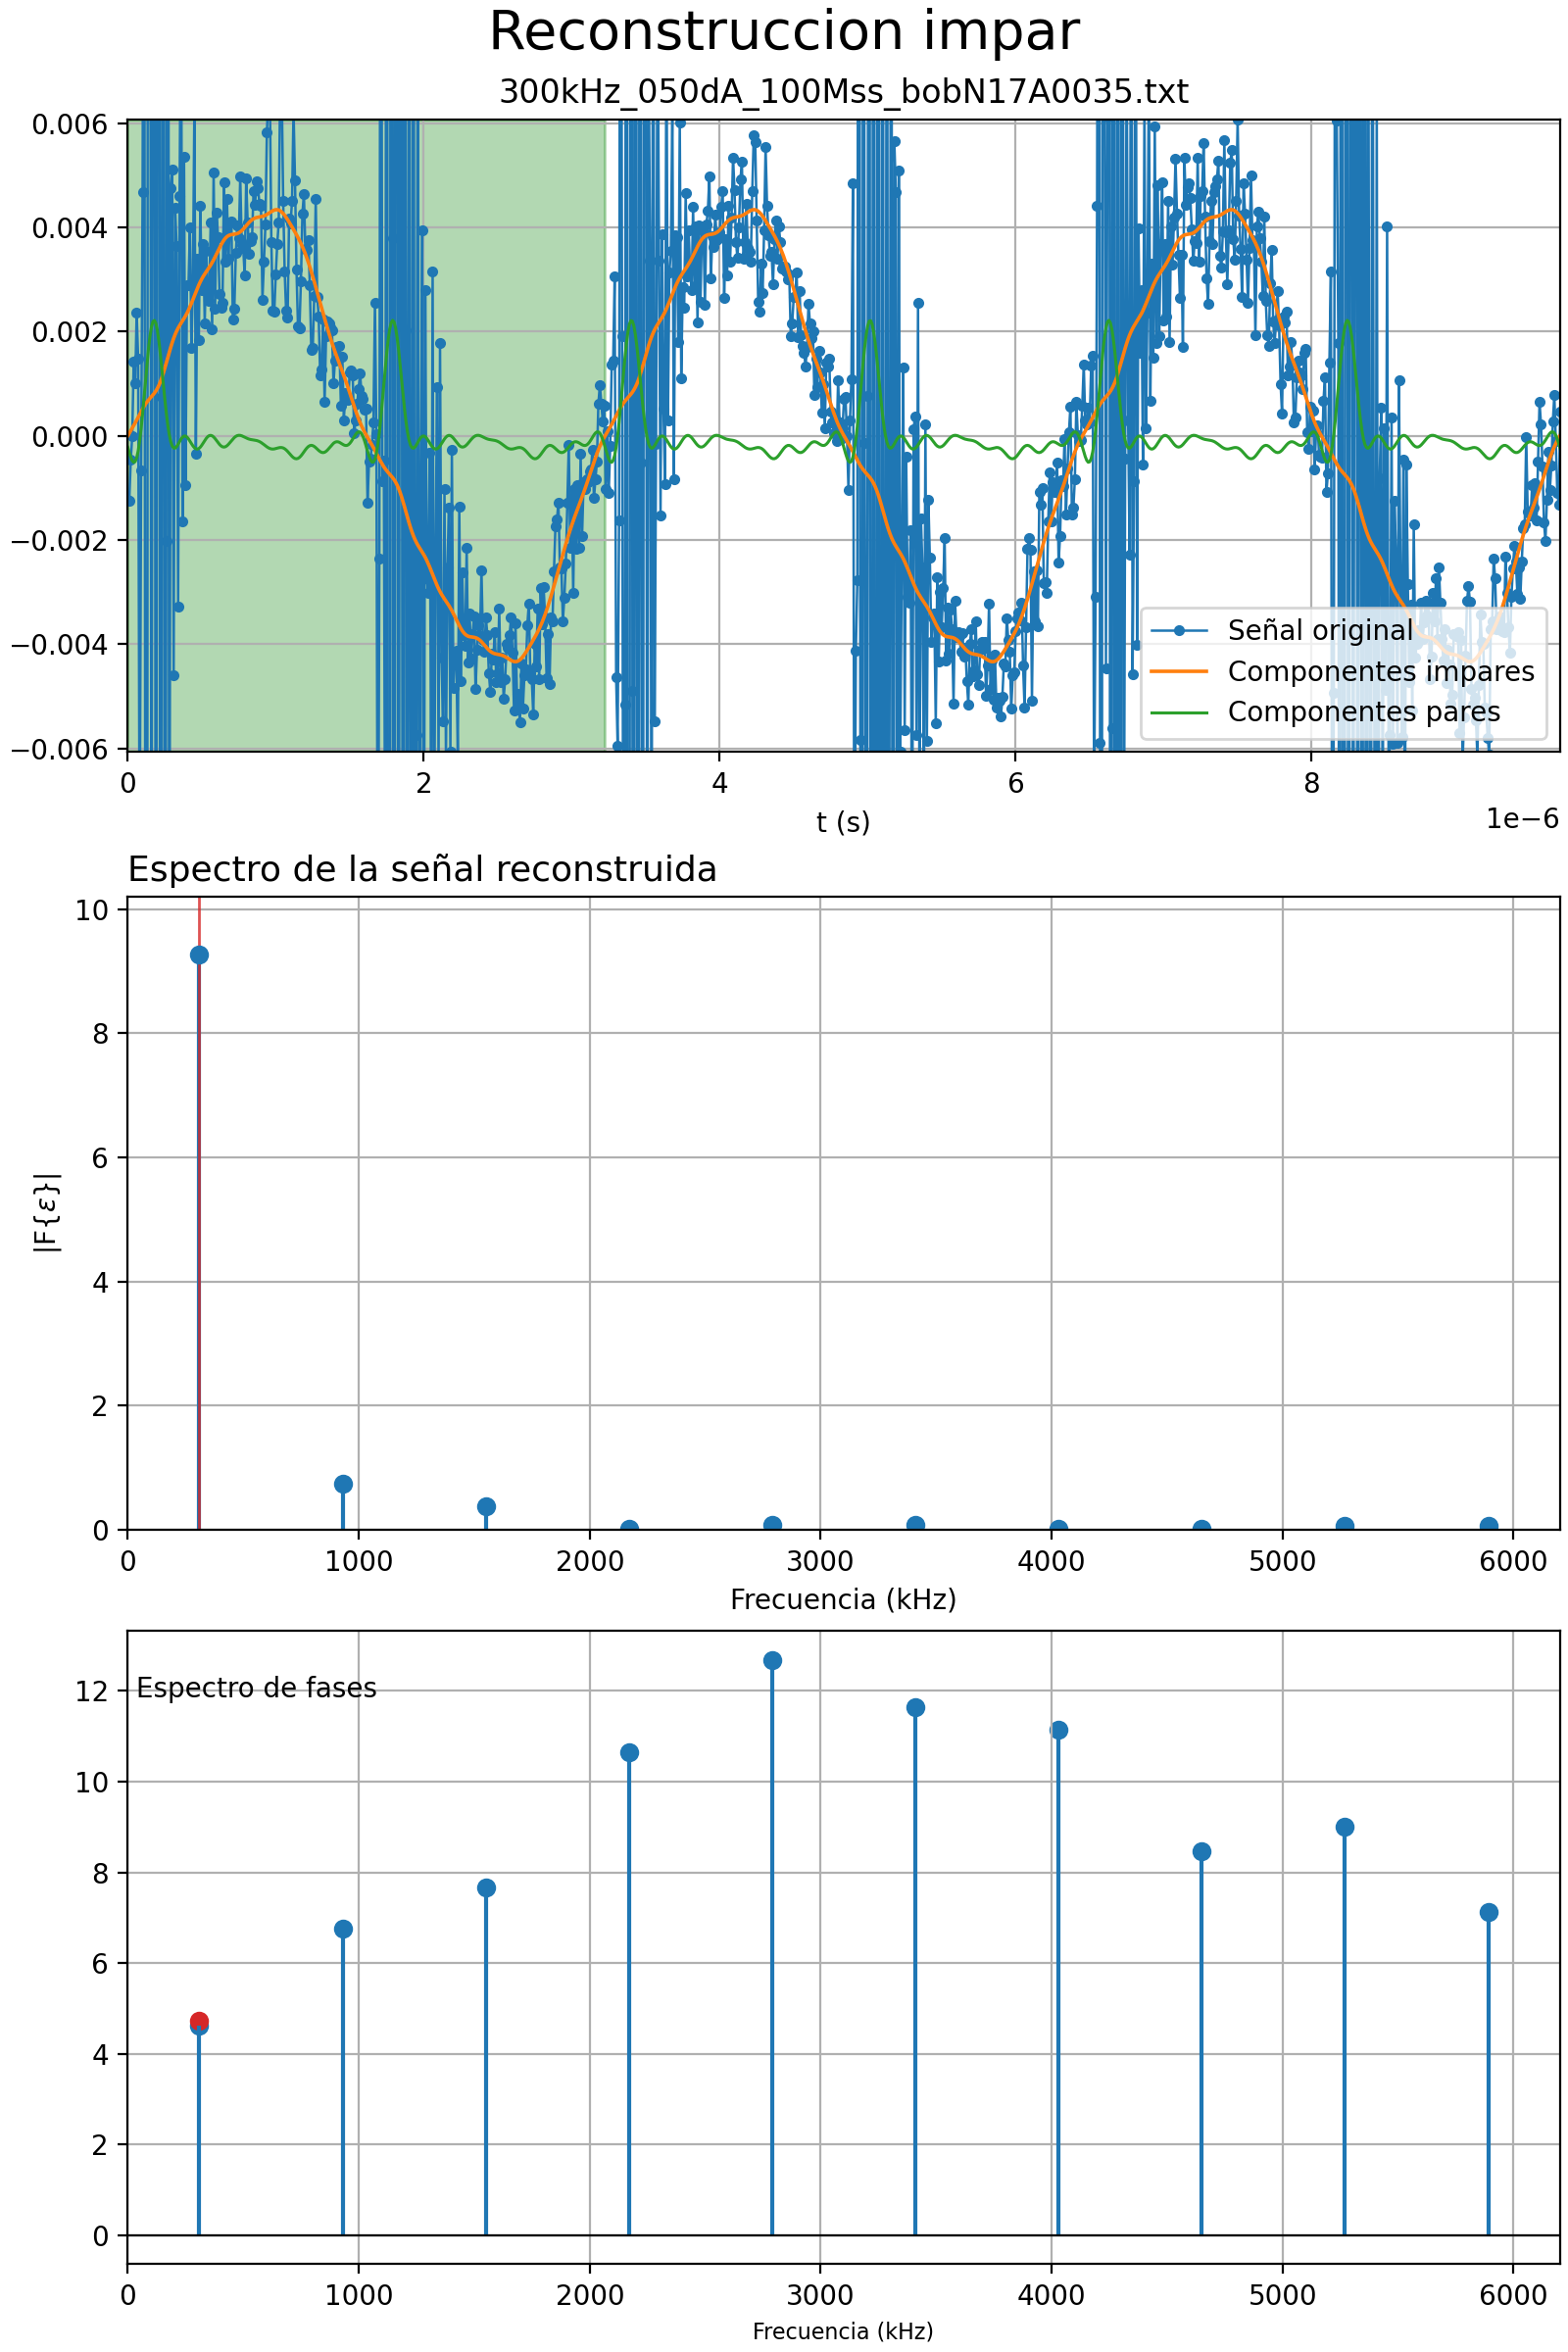 Reconstruccion impar
300kHz_050dA_100Mss_bobN17A0035.txt
0.006
0.004
0.002
0.000
−0.002
−0.004
−0.006
Señal original
Componentes impares
Componentes pares
0 2 4 6 8
1e−6
t (s)
Espectro de la señal reconstruida
10
8
6
4
2
0
|F{ε}|
0 1000 2000 3000 4000 5000 6000
Frecuencia (kHz)
Espectro de fases
12
10
8
6
4
2
0
0 1000 2000 3000 4000 5000 6000
Frecuencia (kHz)